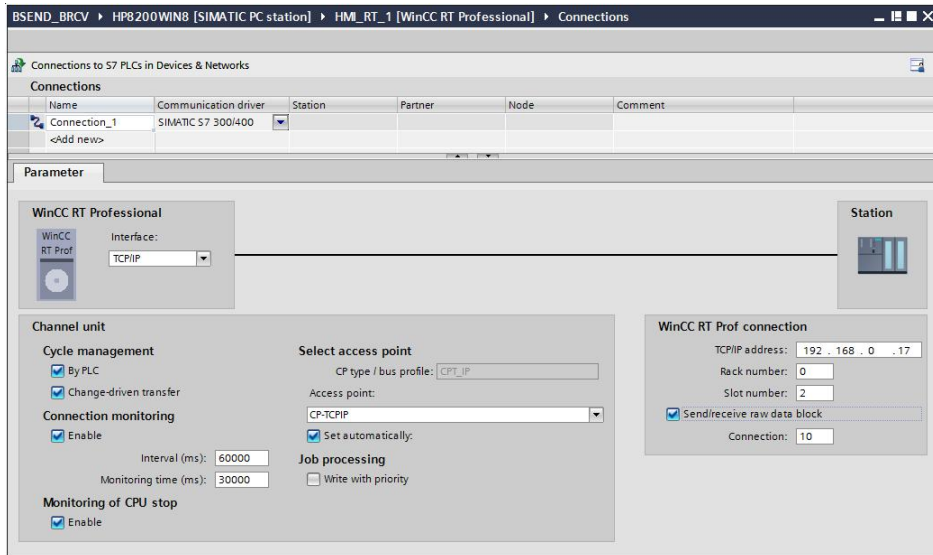 BSEND_BRCV ▸ HP8200WIN8 [SIMATIC PC station] ▸ HMI_RT_1 [WinCC RT Professional] ▸ Connections
Connections to S7 PLCs in Devices & Networks
Connections
Name Communication driver Station Partner Node Comment
Connection_1 SIMATIC S7 300/400
<Add new>
Parameter
WinCC RT Professional
WinCC
RT Prof
Interface:
TCP/IP
Station
Channel unit
Cycle management
By PLC
Change-driven transfer
Connection monitoring
Enable
Interval (ms): 60000
Monitoring time (ms): 30000
Monitoring of CPU stop
Enable
Select access point
CP type / bus profile: CPT_IP
Access point:
CP-TCPIP
Set automatically:
Job processing
Write with priority
WinCC RT Prof connection
TCP/IP address: 192 . 168 . 0 . 17
Rack number: 0
Slot number: 2
Send/receive raw data block
Connection: 10